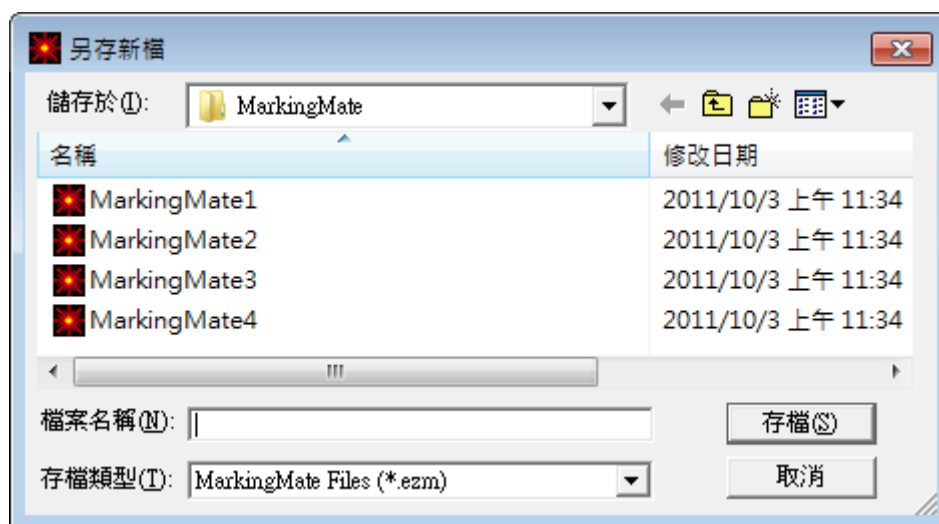 另存新檔
儲存於(I): MarkingMate
名稱 修改日期
MarkingMate1 2011/10/3 上午 11:34
MarkingMate2 2011/10/3 上午 11:34
MarkingMate3 2011/10/3 上午 11:34
MarkingMate4 2011/10/3 上午 11:34
檔案名稱(N): 存檔(S)
存檔類型(T): MarkingMate Files (*.ezm) 取消